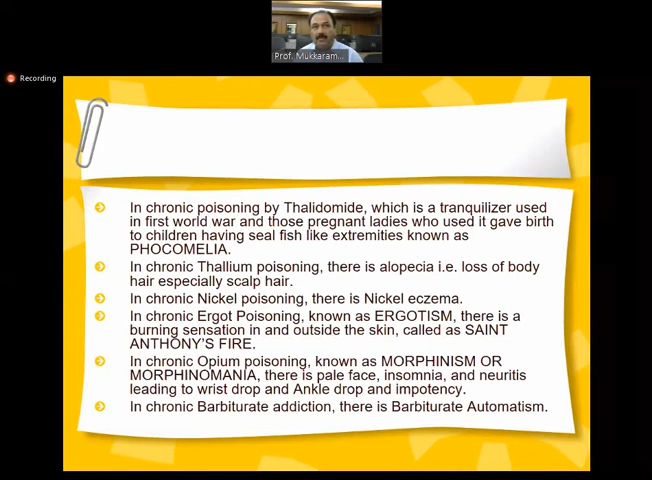 Prof. Mukkaram...
Recording
In chronic poisoning by Thalidomide, which is a tranquilizer used
in first world war and those pregnant ladies who used it gave birth
to children having seal fish like extremities known as
PHOCOMELIA.
In chronic Thallium poisoning, there is alopecia i.e. loss of body
hair especially scalp hair.
In chronic Nickel poisoning, there is Nickel eczema.
In chronic Ergot Poisoning, known as ERGOTISM, there is a
burning sensation in and outside the skin, called as SAINT
ANTHONY'S FIRE.
In chronic Opium poisoning, known as MORPHINISM OR
MORPHINOMANIA, there is pale face, insomnia, and neuritis
leading to wrist drop and Ankle drop and impotency.
In chronic Barbiturate addiction, there is Barbiturate Automatism.